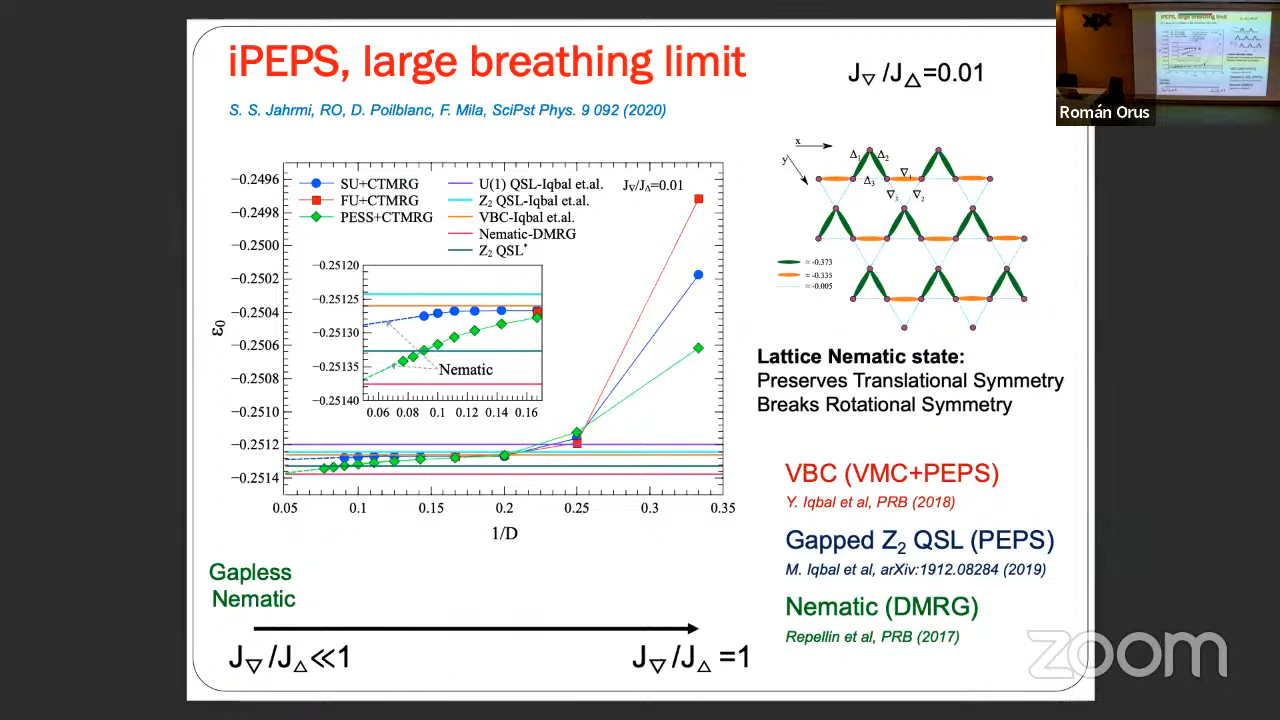 iPEPS, large breathing limit
J▽/J△=0.01
S. S. Jahrmi, RO, D. Poilblanc, F. Mila, SciPst Phys. 9 092 (2020)
Román Orus
SU+CTMRG
FU+CTMRG
PESS+CTMRG
U(1) QSL-Iqbal et.al.
Z₂ QSL-Iqbal et.al.
VBC-Iqbal et.al.
Nematic-DMRG
Z₂ QSL*
J▽/J△=0.01
−0.2496
−0.2498
−0.2500
−0.2502
−0.2504
−0.2506
−0.2508
−0.2510
−0.2512
−0.2514
ε₀
−0.25120
−0.25125
−0.25130
−0.25135
−0.25140
Nematic
0.06 0.08 0.1 0.12 0.14 0.16
0.05 0.1 0.15 0.2 0.25 0.3 0.35
1/D
x
y
Δ₁ Δ₂
Δ₃ ∇₁
∇₃ ∇₂
≈ -0.373
≈ -0.335
≈ -0.005
Lattice Nematic state:
Preserves Translational Symmetry
Breaks Rotational Symmetry
VBC (VMC+PEPS)
Y. Iqbal et al, PRB (2018)
Gapped Z₂ QSL (PEPS)
M. Iqbal et al, arXiv:1912.08284 (2019)
Nematic (DMRG)
Repellin et al, PRB (2017)
Gapless
Nematic
J▽/J△≪1
J▽/J△=1
zoom